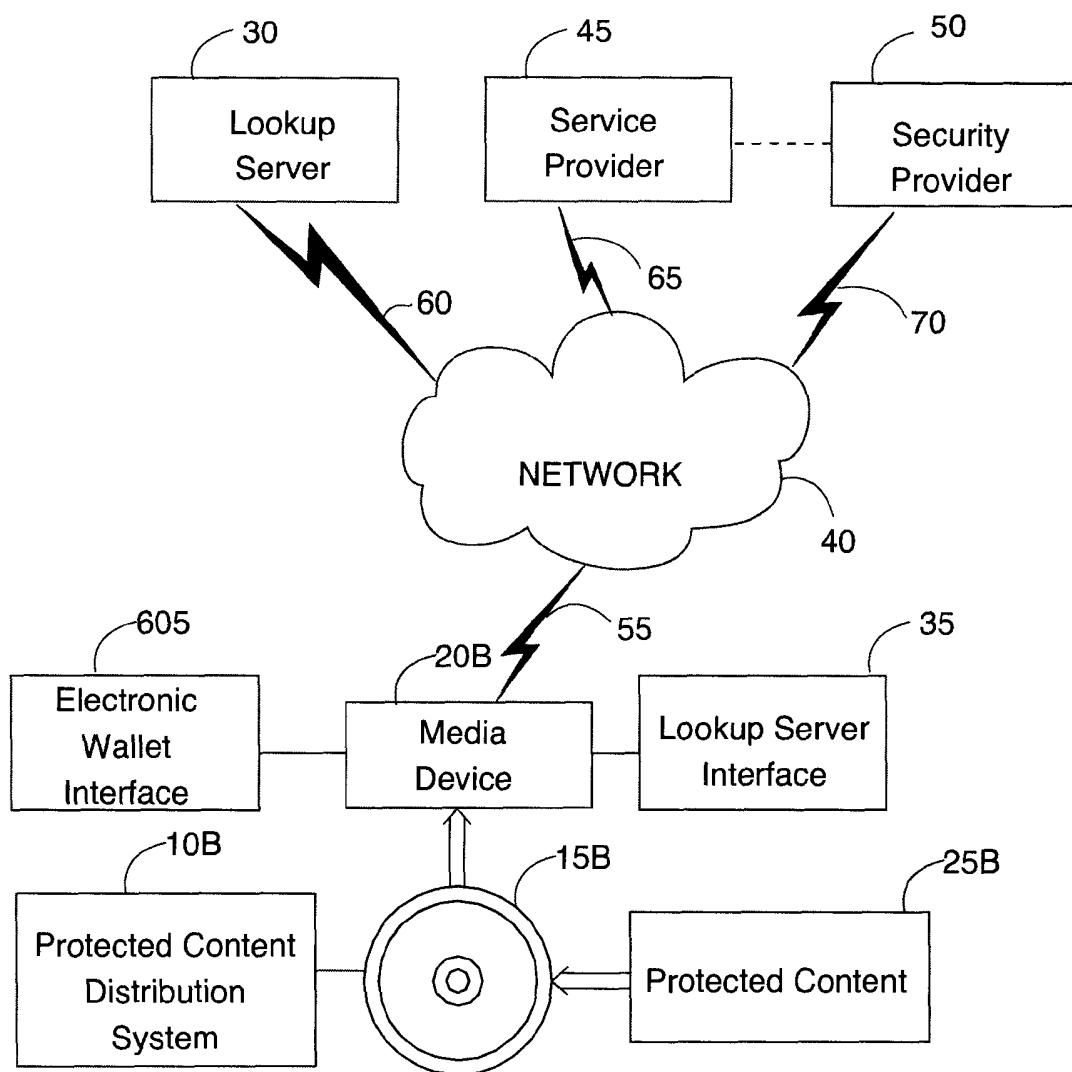 30
45
50
Lookup
Server
Service
Provider
Security
Provider
60
65
70
NETWORK
40
605
55
35
20B
Electronic
Wallet
Interface
Media
Device
Lookup Server
Interface
10B
15B
25B
Protected Content
Distribution
System
Protected Content